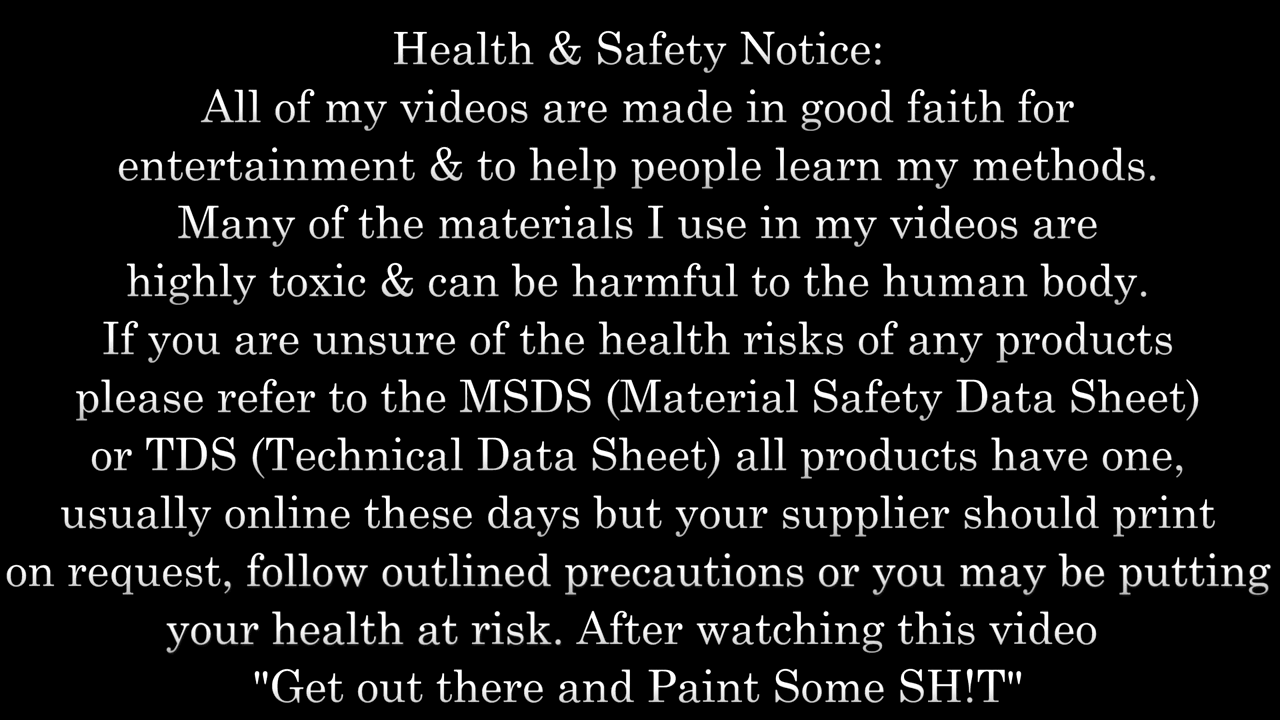 Health & Safety Notice:
All of my videos are made in good faith for
entertainment & to help people learn my methods.
Many of the materials I use in my videos are
highly toxic & can be harmful to the human body.
If you are unsure of the health risks of any products
please refer to the MSDS (Material Safety Data Sheet)
or TDS (Technical Data Sheet) all products have one,
usually online these days but your supplier should print
on request, follow outlined precautions or you may be putting
your health at risk. After watching this video
"Get out there and Paint Some SH!T"